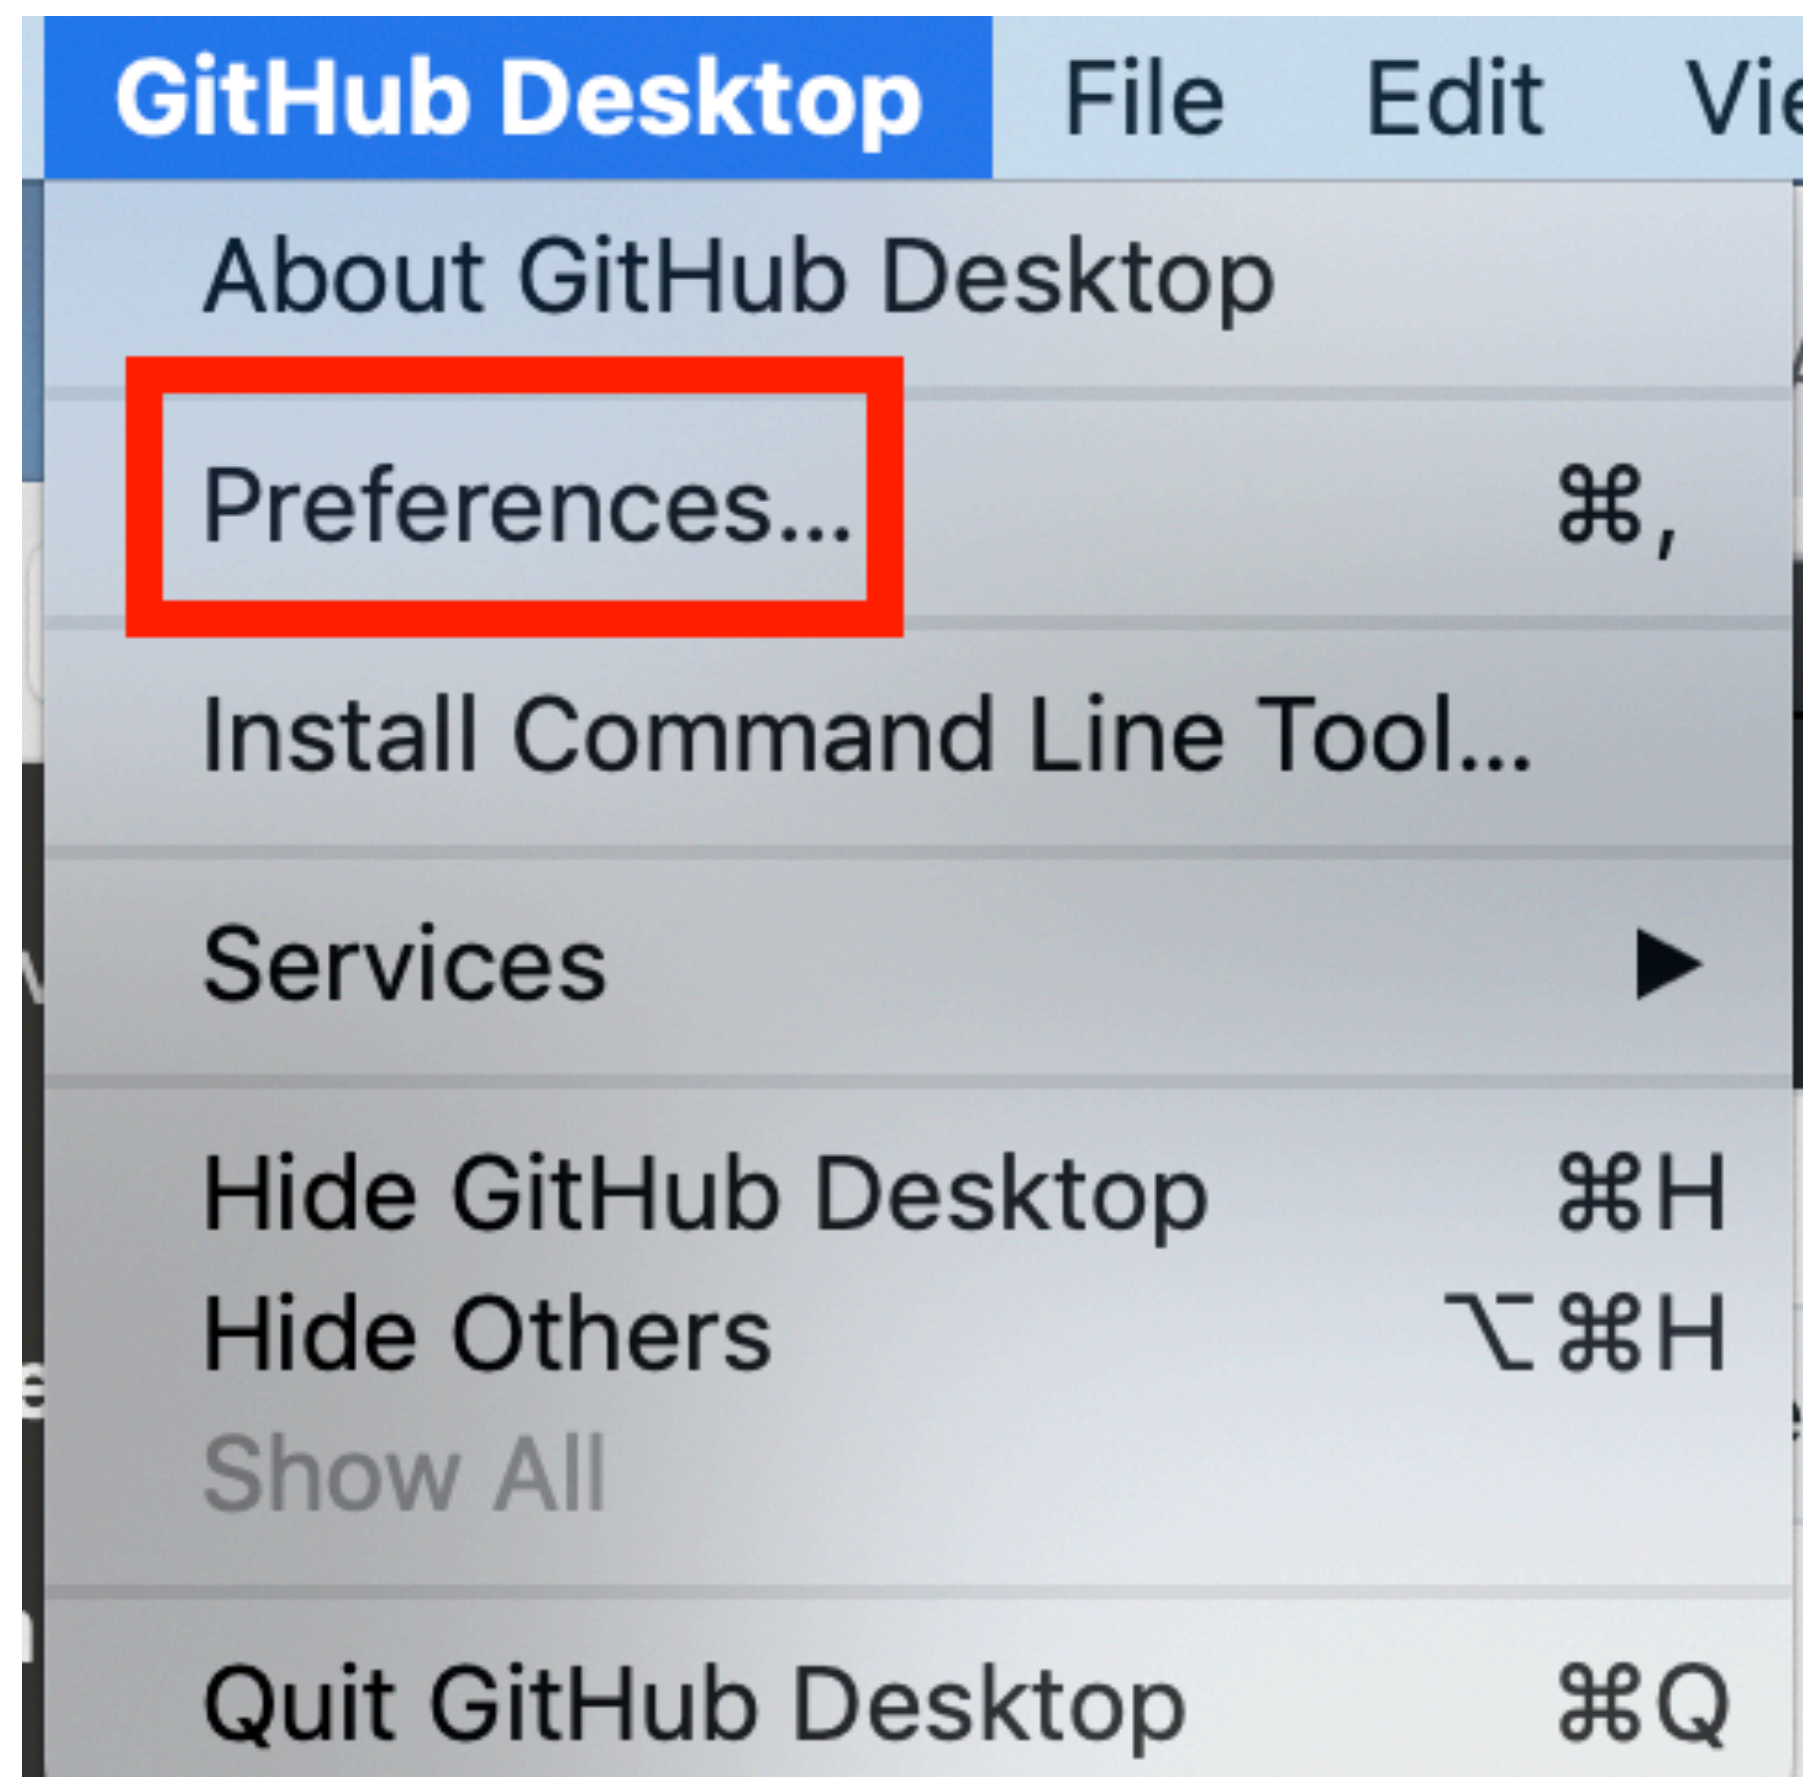 GitHub Desktop File Edit
About GitHub Desktop
Preferences... ⌘,
Install Command Line Tool...
Services ▶
Hide GitHub Desktop ⌘H
Hide Others ⌥⌘H
Show All
Quit GitHub Desktop ⌘Q